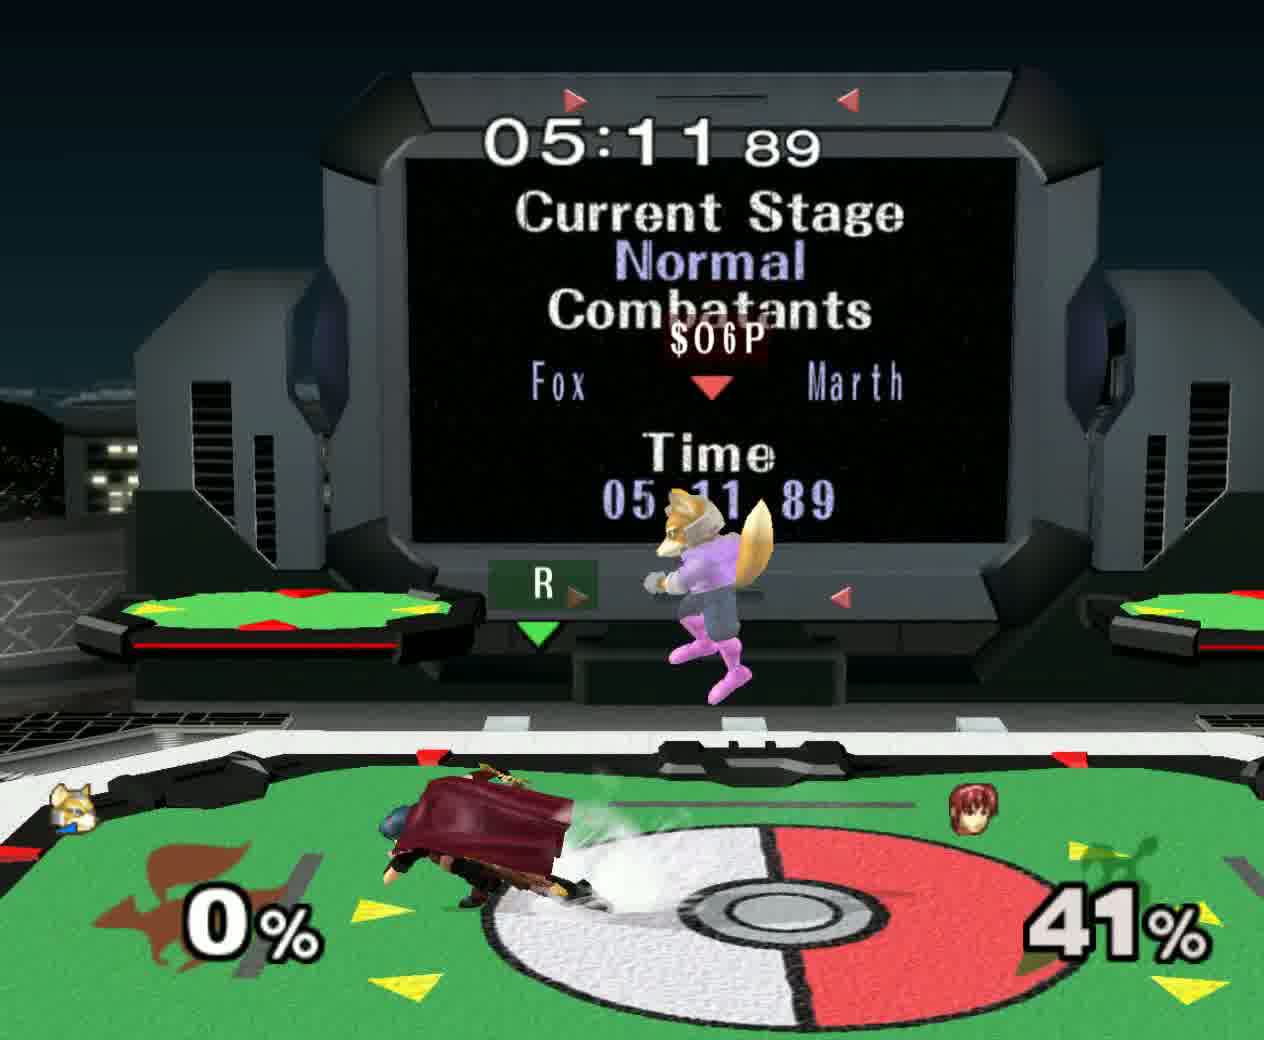 05:11 89
Current Stage
Normal
Combatants
$06P
Fox Marth
Time
05 11 89
R
0%
41%